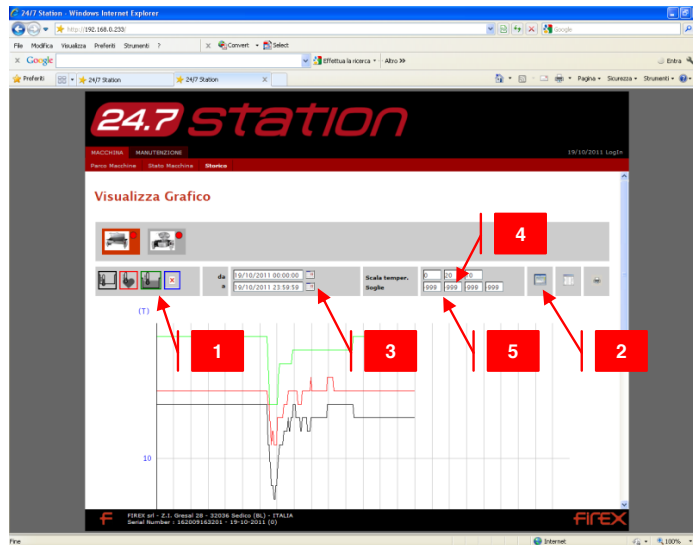 24/7 Station - Windows Internet Explorer
http://192.168.0.233/
Google
File Modifica Visualizza Preferiti Strumenti ? x Convert Select
x Google Effettua la ricerca Altro » Entra
Preferiti 24/7 Station 24/7 Station X Pagina Sicurezza Strumenti
24.7 station
MACCHINA MANUTENZIONE 19/10/2011 LogIn
Parco Macchine Stato Macchina Storico
Visualizza Grafico
4
da 19/10/2011 00:00:00 Scala temper. 0 20 70
a 19/10/2011 23:59:59 Soglie -999 -999 -999 -999
(T)
1 3 5 2
10
FIREX srl - Z.I. Gresal 28 - 32036 Sedico (BL) - ITALIA
Serial Number : 162009163201 - 19-10-2011 (0)
FIREX
Fine Internet 100%